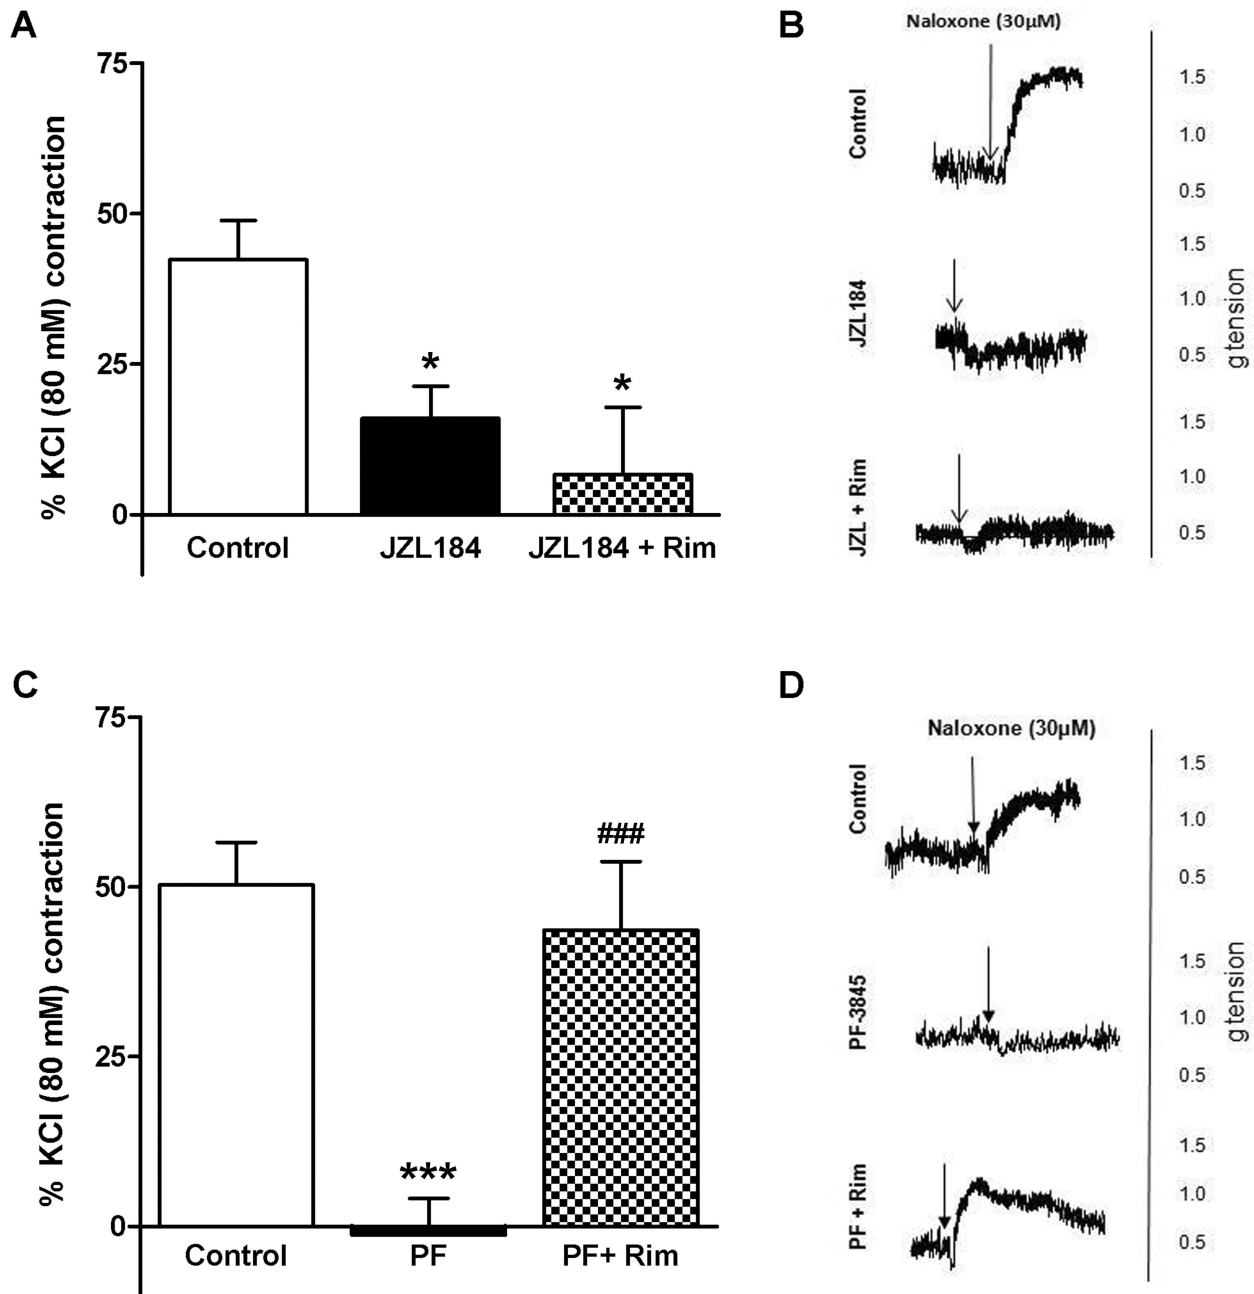 A
% KCl (80 mM) contraction
75
50
25
0
*
*
Control
JZL184
JZL184 + Rim
B
Naloxone (30µM)
Control
1.5
1.0
0.5
JZL184
1.5
1.0
0.5
JZL + Rim
1.5
1.0
0.5
g tension
C
% KCl (80 mM) contraction
75
50
25
0
***
###
Control
PF
PF+ Rim
D
Naloxone (30µM)
Control
1.5
1.0
0.5
PF-3845
1.5
1.0
0.5
PF + Rim
1.5
1.0
0.5
g tension